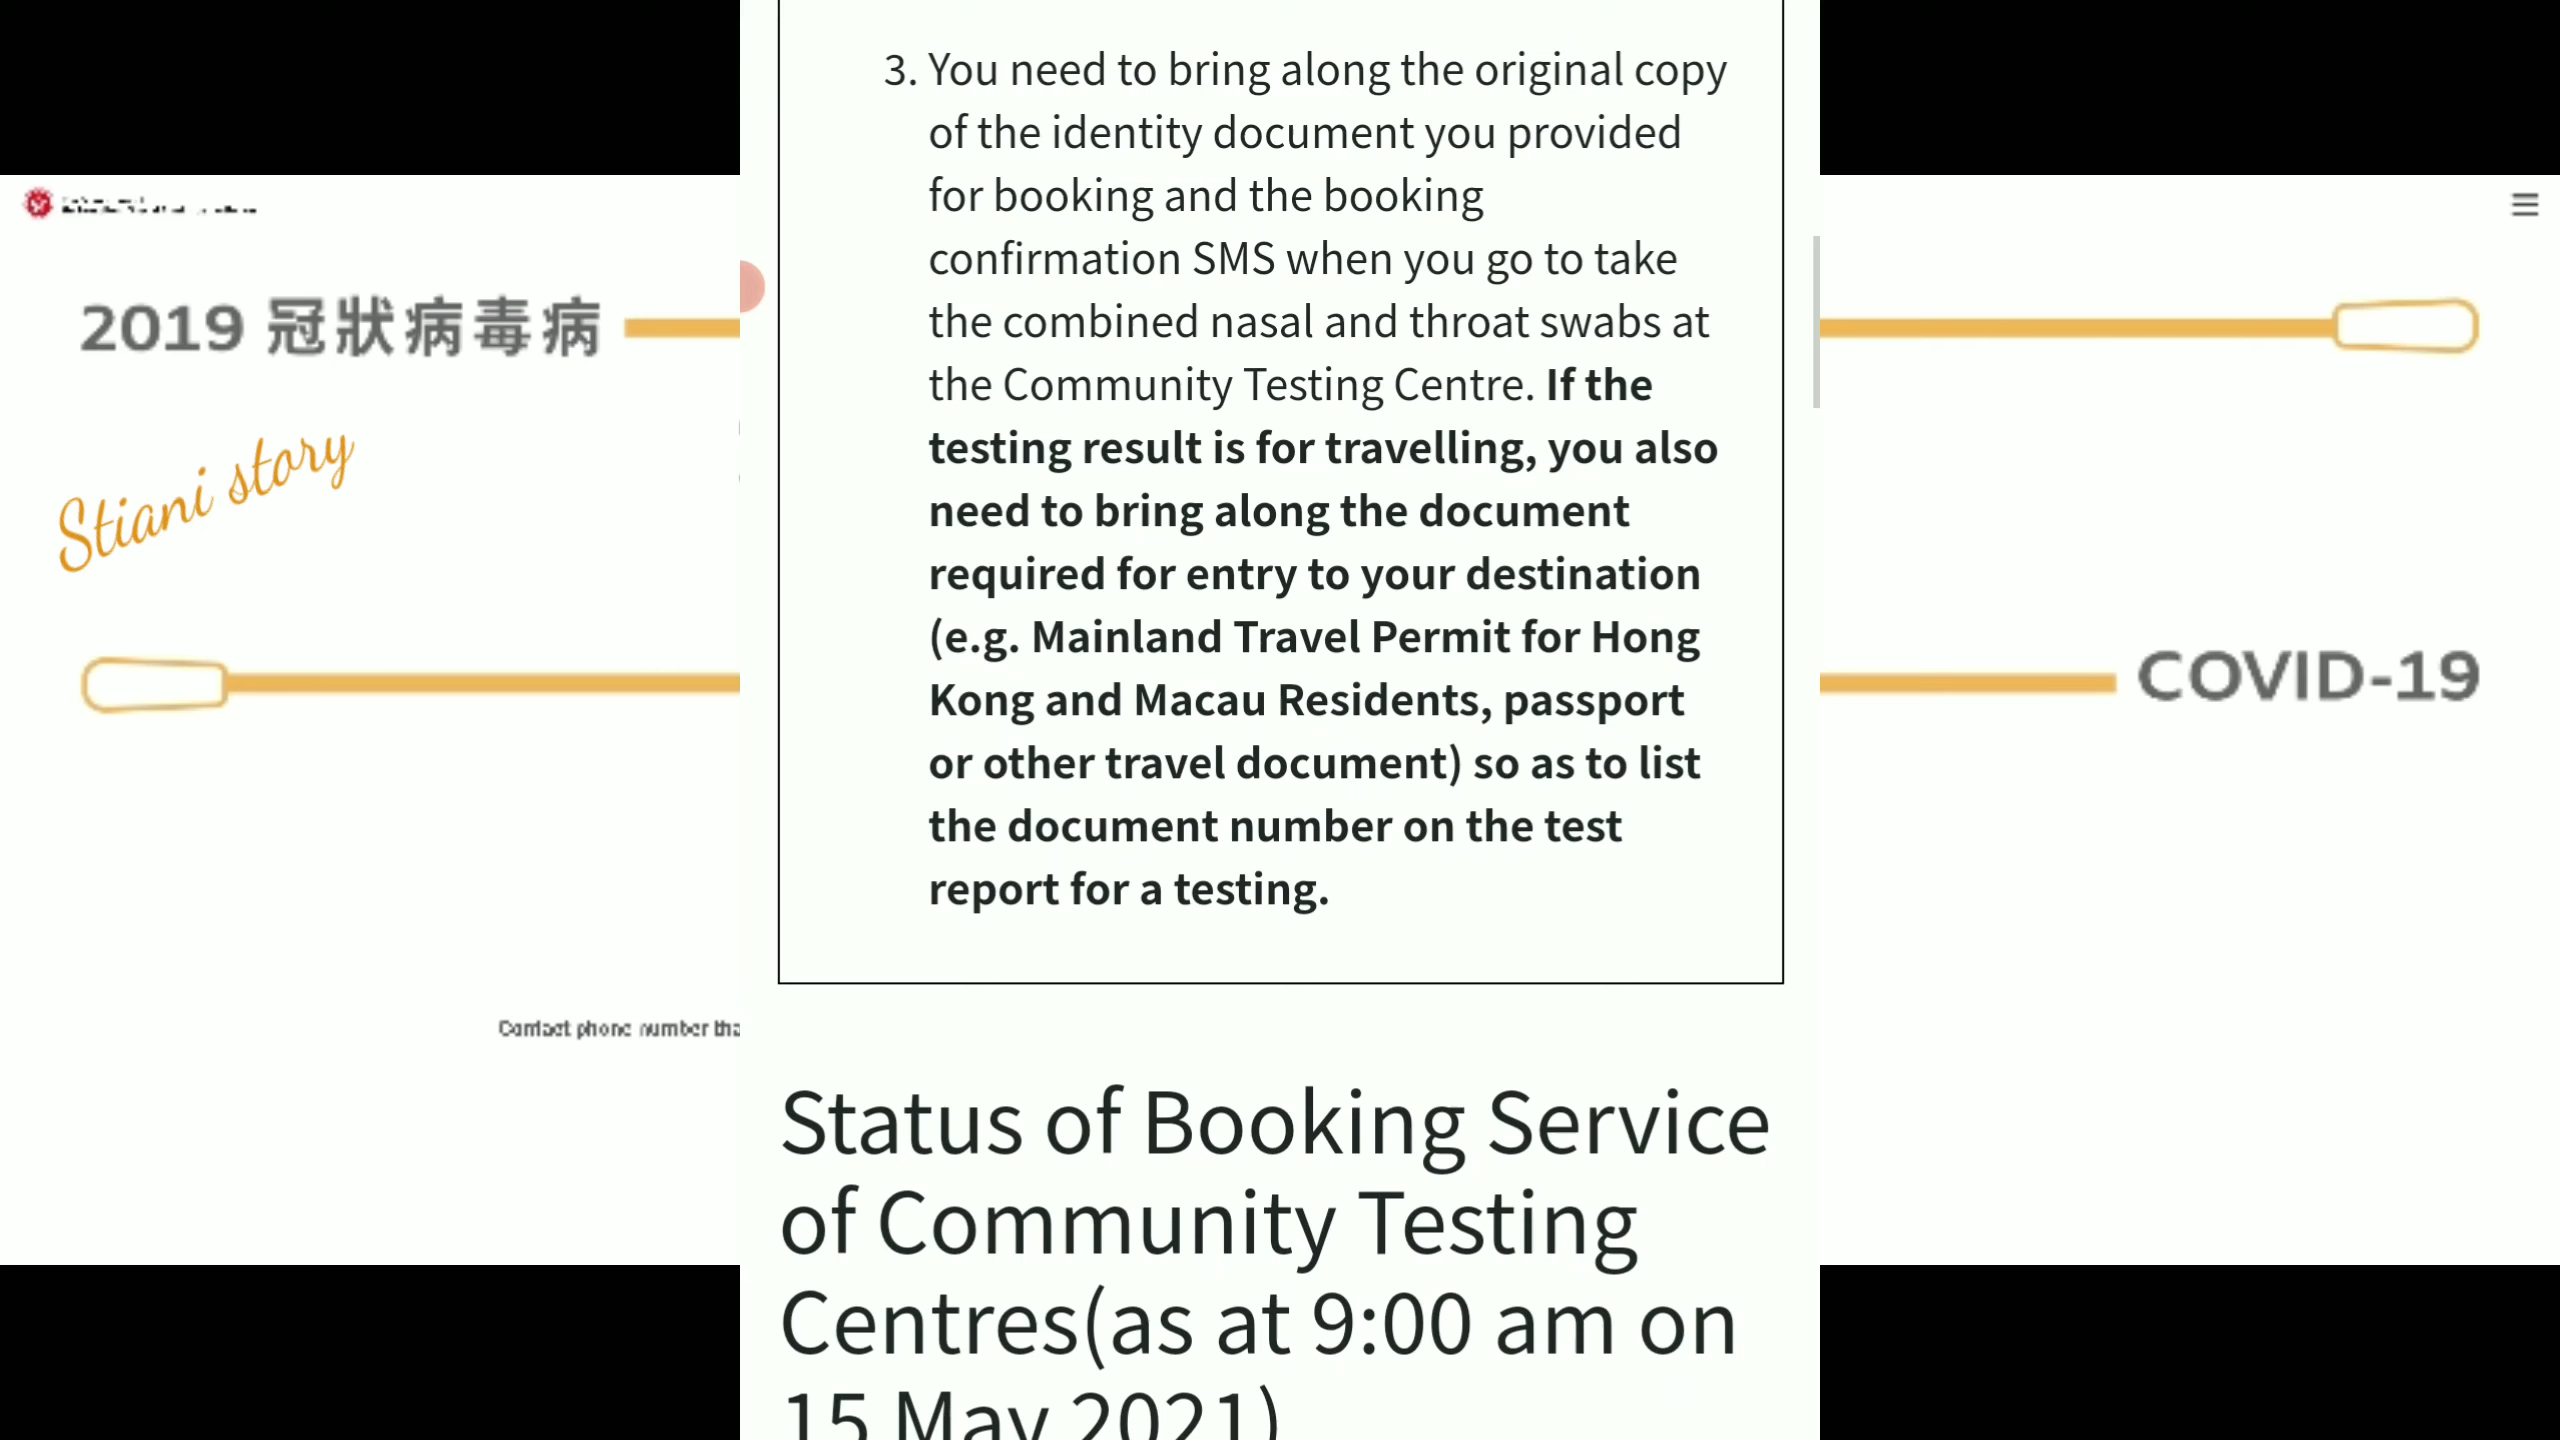 3. You need to bring along the original copy
of the identity document you provided
for booking and the booking
confirmation SMS when you go to take
the combined nasal and throat swabs at
the Community Testing Centre. If the
testing result is for travelling, you also
need to bring along the document
required for entry to your destination
(e.g. Mainland Travel Permit for Hong
Kong and Macau Residents, passport
or other travel document) so as to list
the document number on the test
report for a testing.
2019 冠狀病毒病
Stiani story
COVID-19
Contact phone number tha
Status of Booking Service
of Community Testing
Centres(as at 9:00 am on
15 May 2021)